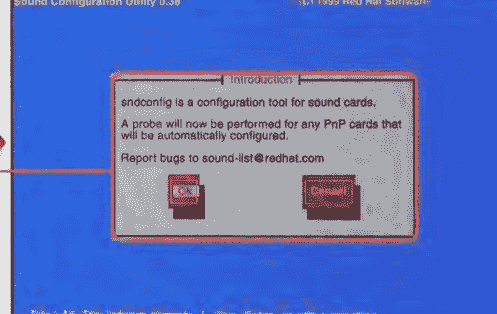 Sound Configuration Utility 0.38
(C) 1999 Red Hat Software
Introduction
sndconfig is a configuration tool for sound cards.
A probe will now be performed for any PnP cards that
will be automatically configured.
Report bugs to sound-list@redhat.com
Ok
Cancel